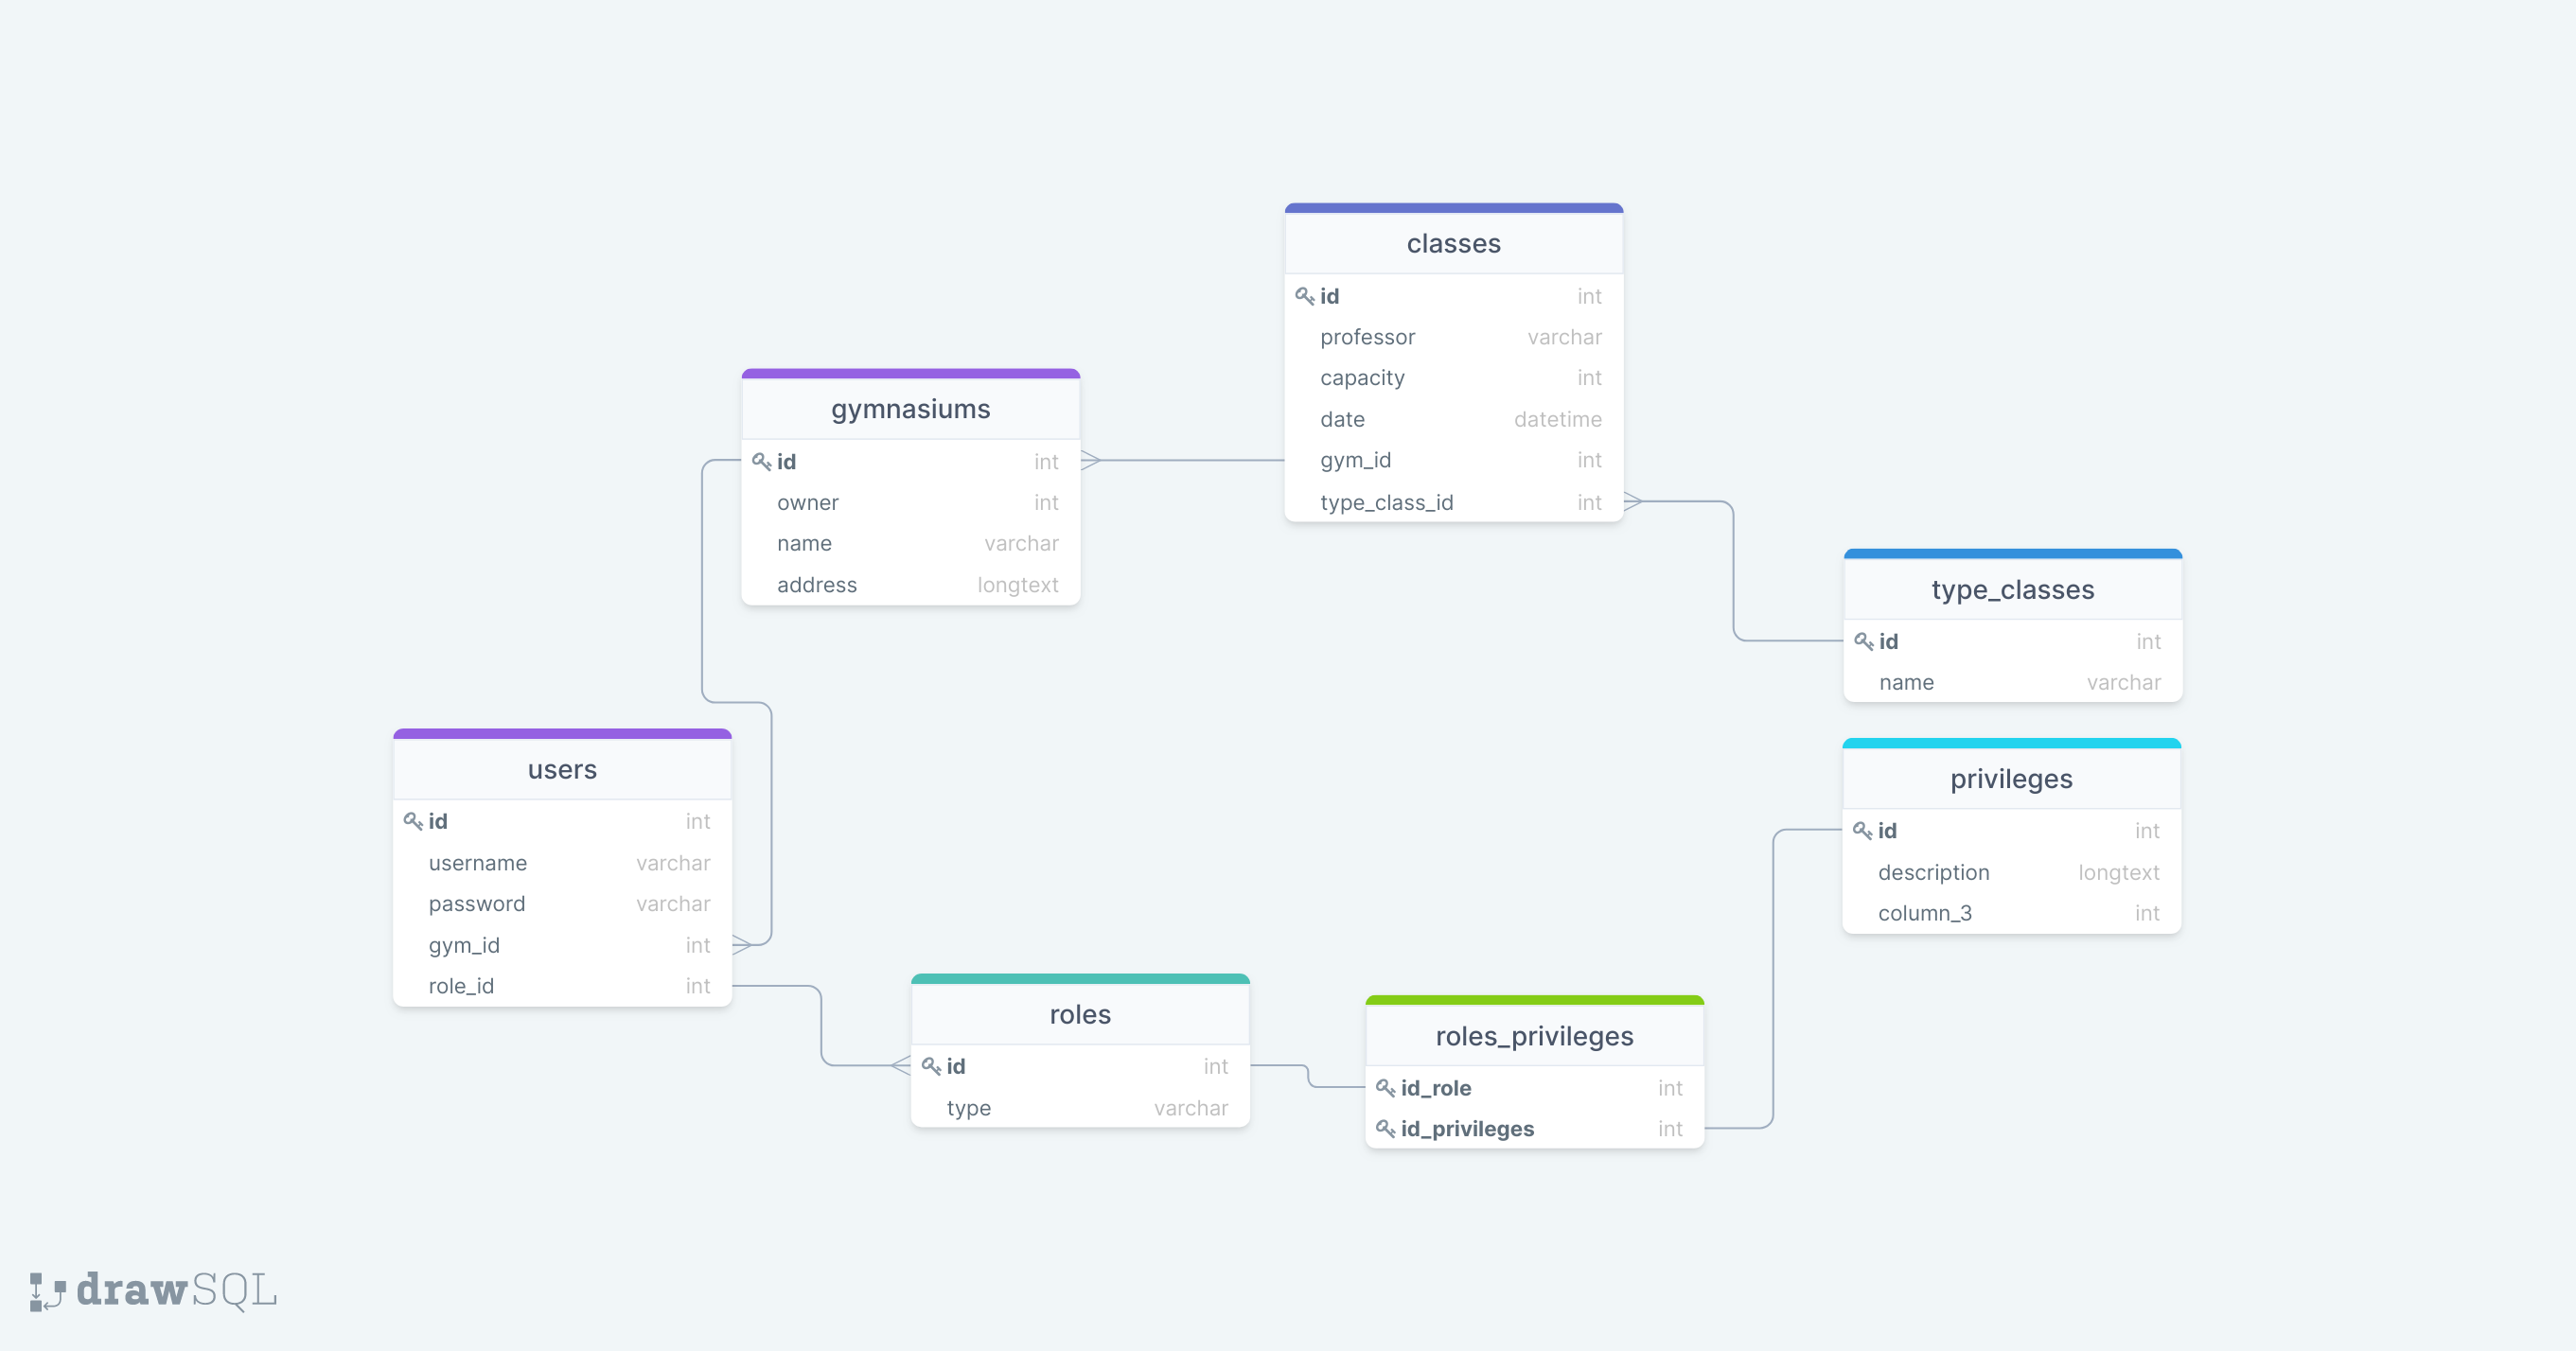 classes
id int
professor varchar
capacity int
date datetime
gym_id int
type_class_id int
gymnasiums
id int
owner int
name varchar
address longtext
type_classes
id int
name varchar
users
id int
username varchar
password varchar
gym_id int
role_id int
privileges
id int
description longtext
column_3 int
roles
id int
type varchar
roles_privileges
id_role int
id_privileges int
drawSQL